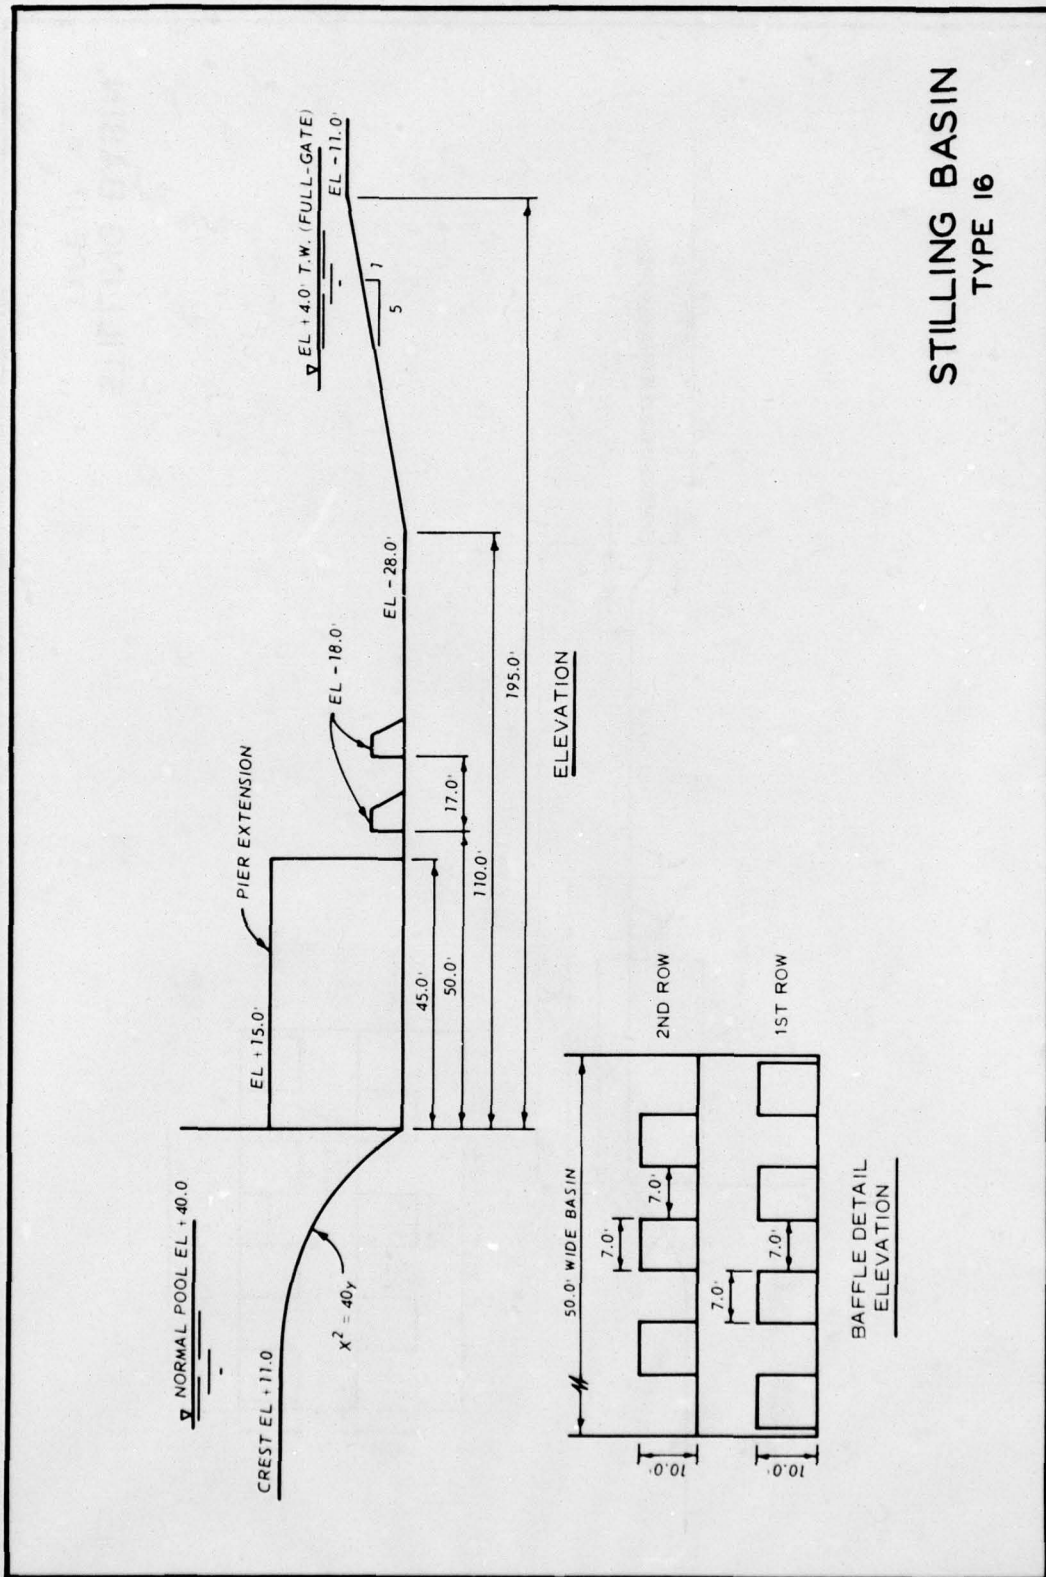 NORMAL POOL EL +40.0
CREST EL +11.0
X² = 40y
EL +15.0'
PIER EXTENSION
EL -18.0'
EL -28.0'
EL +4.0' T.W. (FULL-GATE)
EL -11.0'
1
5
45.0'
50.0'
17.0'
110.0'
195.0'
ELEVATION
50.0' WIDE BASIN
10.0'
7.0'
7.0'
2ND ROW
10.0'
7.0'
7.0'
1ST ROW
BAFFLE DETAIL
ELEVATION
STILLING BASIN
TYPE 16